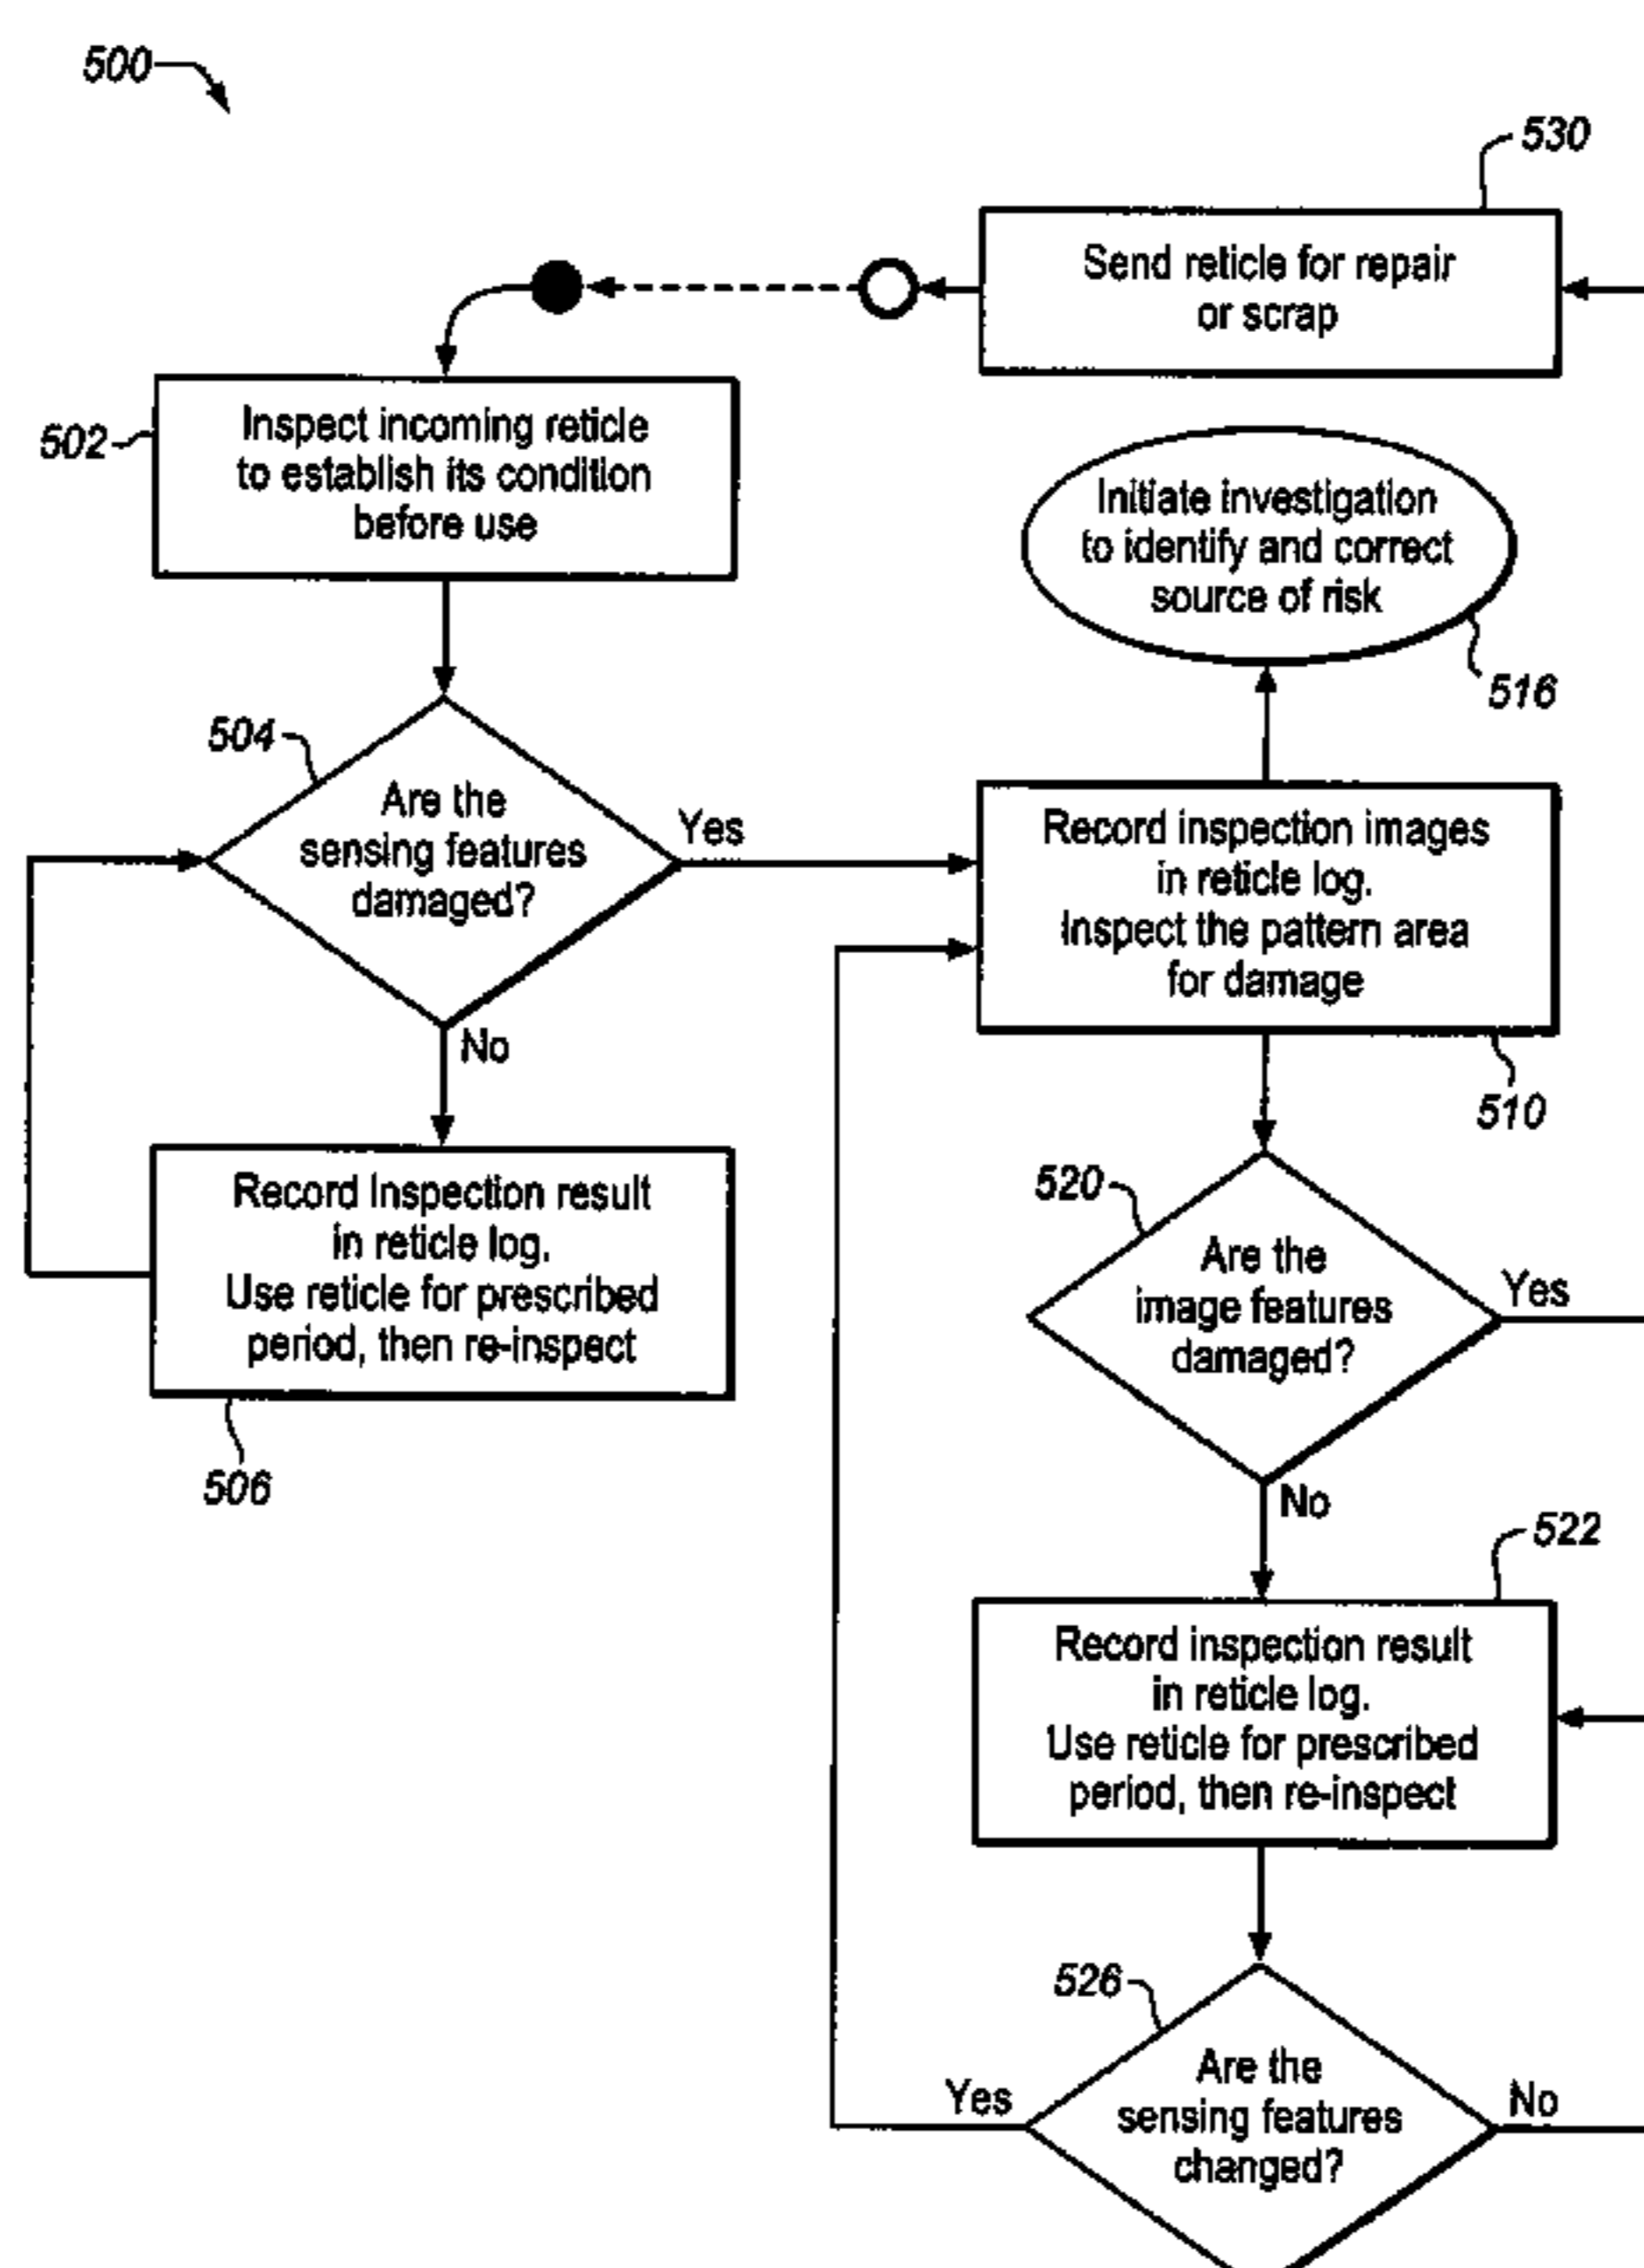 500
530
Send reticle for repair
or scrap
502
Inspect incoming reticle
to establish its condition
before use
Initiate investigation
to identify and correct
source of risk
516
504
Are the
sensing features
damaged?
Yes
No
Record inspection images
in reticle log.
Inspect the pattern area
for damage
510
Record Inspection result
in reticle log.
Use reticle for prescribed
period, then re-inspect
506
520
Are the
image features
damaged?
Yes
No
522
Record inspection result
in reticle log.
Use reticle for prescribed
period, then re-inspect
526
Are the
sensing features
changed?
Yes
No